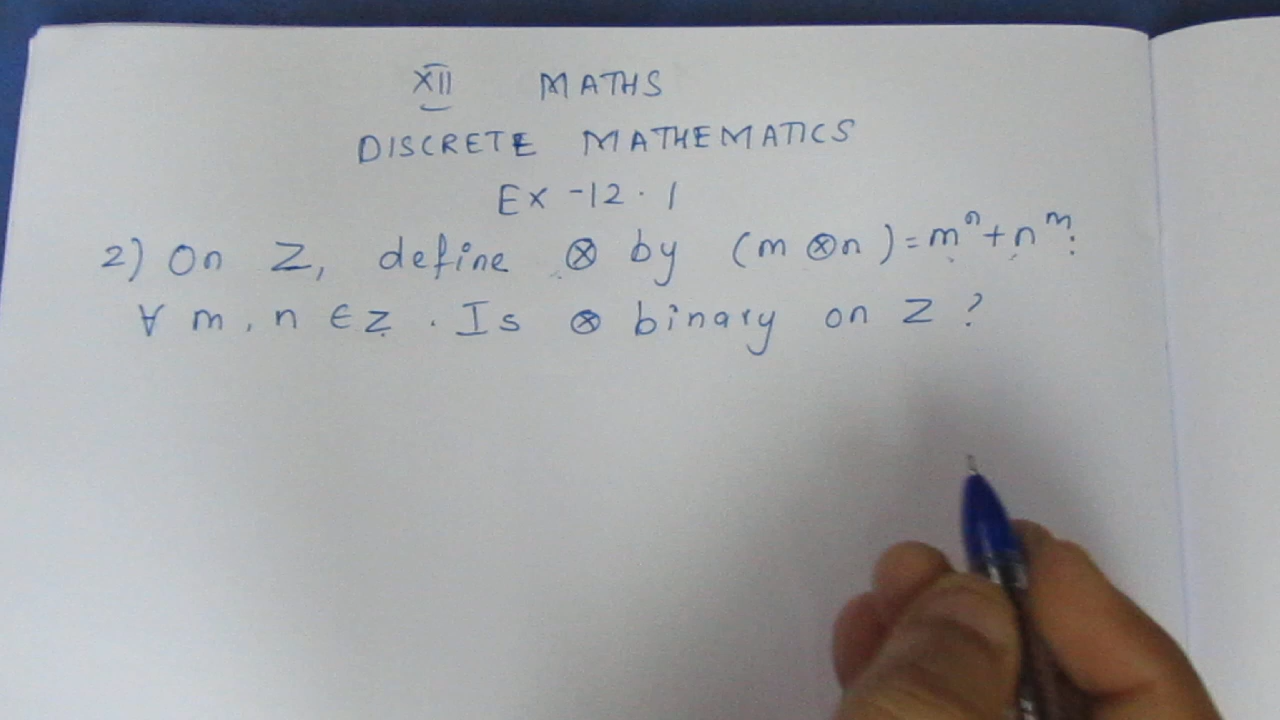 XII MATHS
DISCRETE MATHEMATICS
EX -12.1
2) On Z, define ⊗ by (m ⊗ n) = mⁿ + nᵐ:
∀ m, n ∈ Z. Is ⊗ binary on Z?